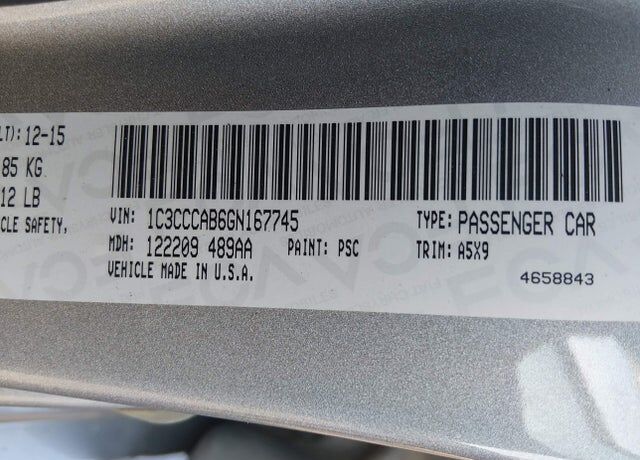 LT): 12-15
85 KG
12 LB
CLE SAFETY,
VIN: 1C3CCCAB6GN167745
TYPE: PASSENGER CAR
MDH: 122209 489AA
PAINT: PSC
TRIM: A5X9
VEHICLE MADE IN U.S.A.
4658843